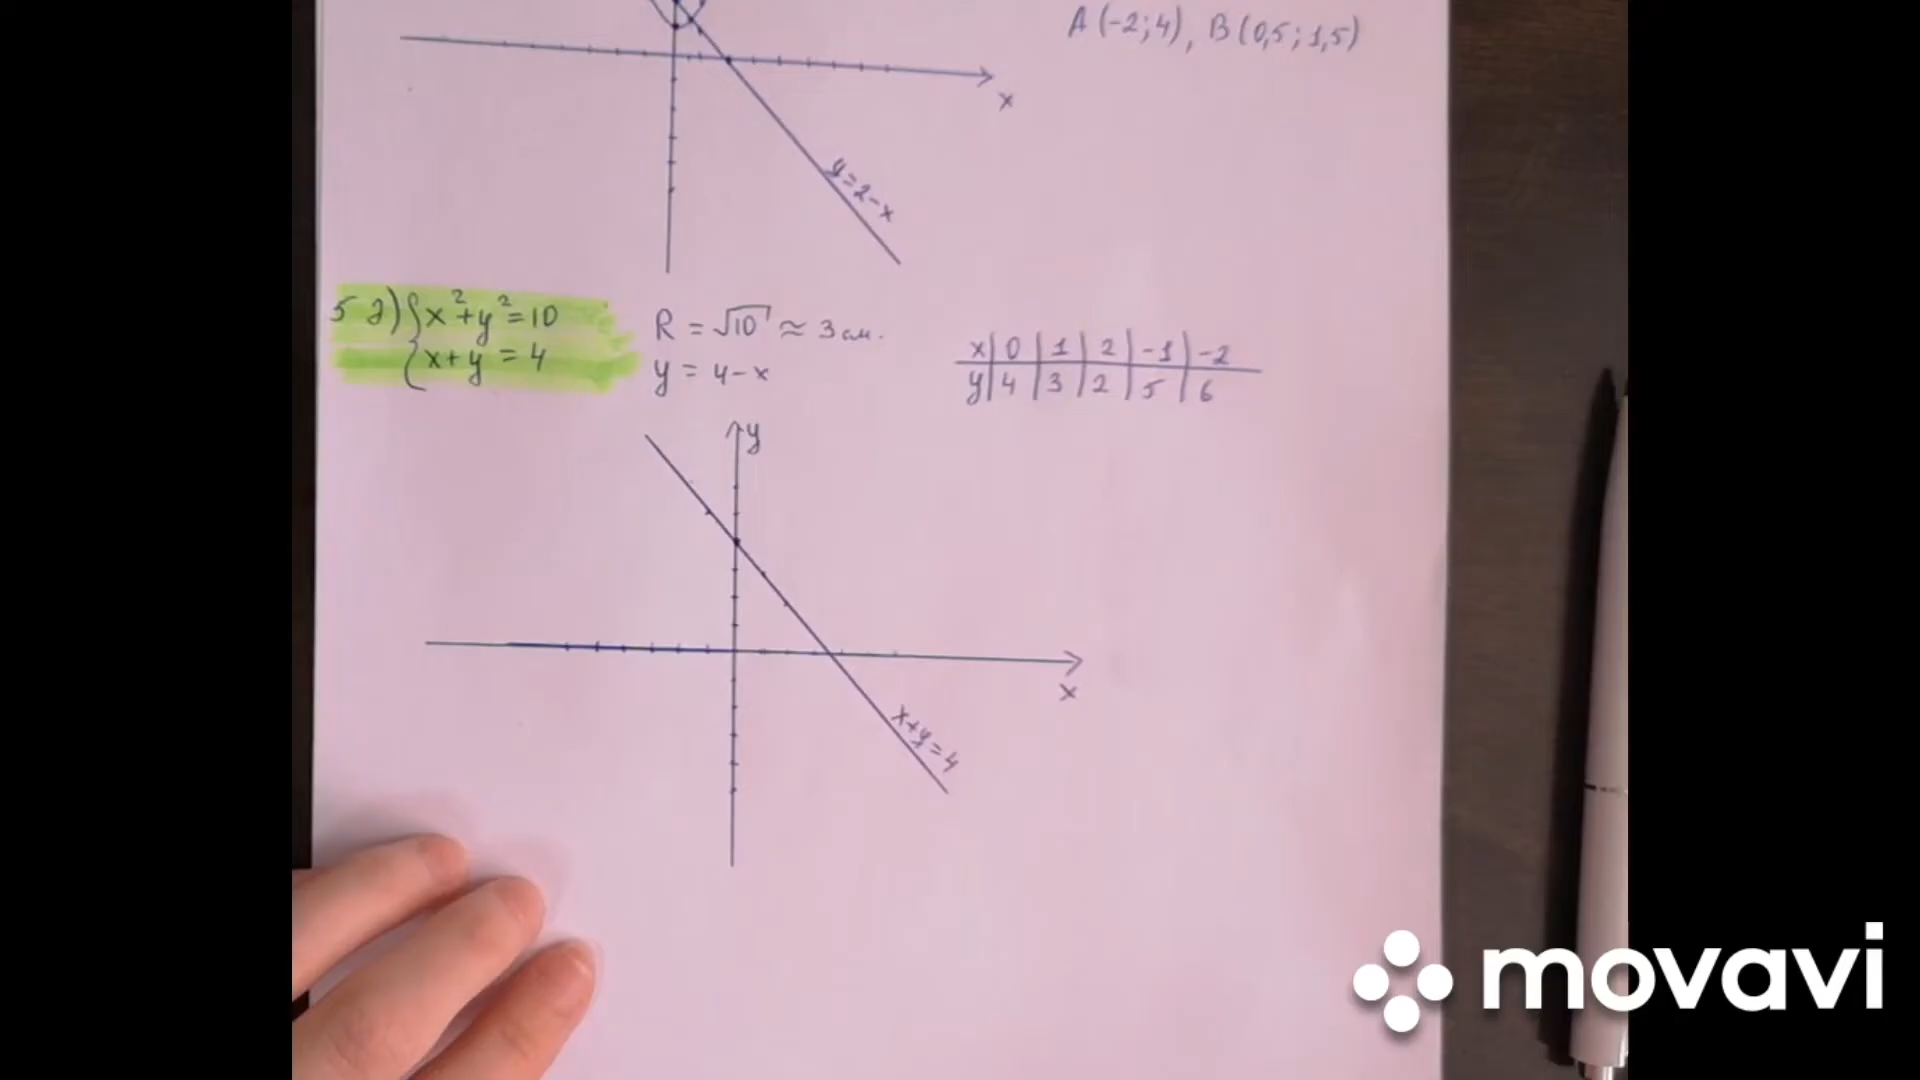 A (-2; 4), B (0,5; 1,5)
x
y = 2 - x
5 д) { x² + y² = 10
x + y = 4
R = √10 ≈ 3 см.
y = 4 - x
x | 0 | 1 | 2 | -1 | -2
y | 4 | 3 | 2 | 5 | 6
y
x
x + y = 4
movavi